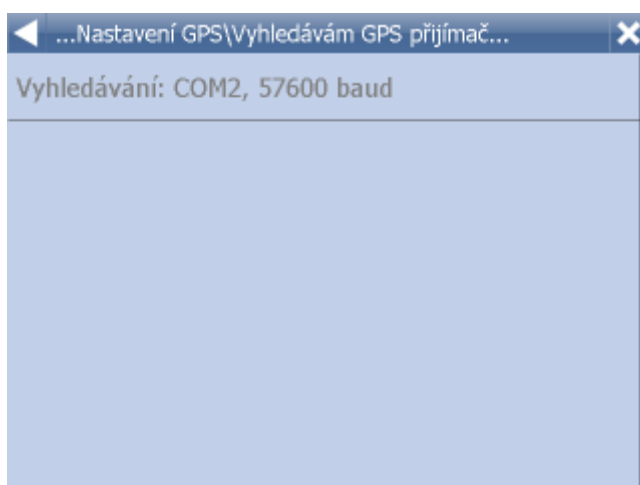 ...Nastavení GPS\Vyhledávám GPS přijímač...
Vyhledávání: COM2, 57600 baud